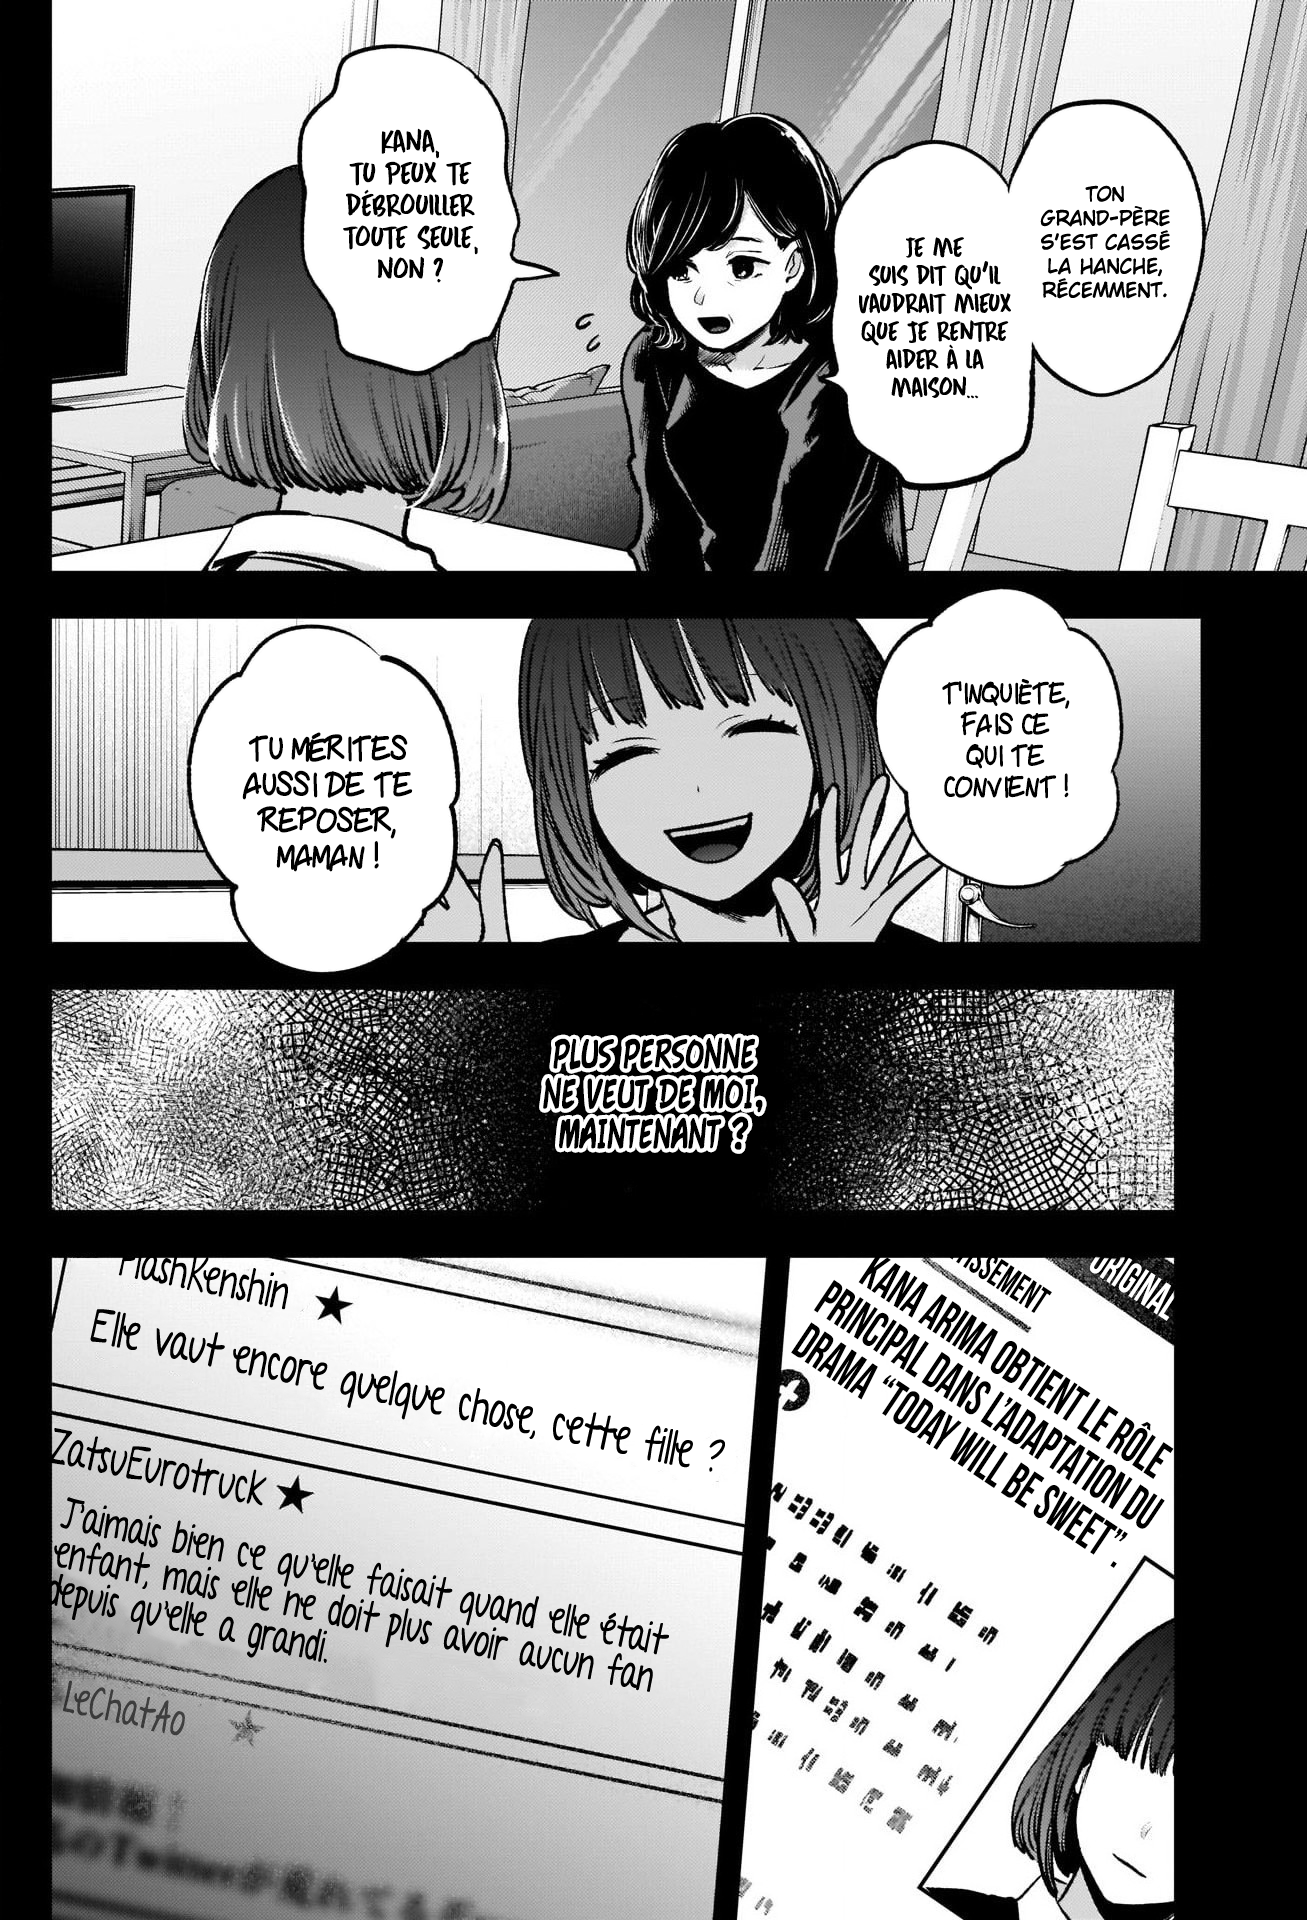 TON
GRAND-PÈRE
S'EST CASSÉ
LA HANCHE,
RÉCEMMENT.
JE ME
SUIS DIT QU'IL
VAUDRAIT MIEUX
QUE JE RENTRE
AIDER À LA
MAISON...
KANA,
TU PEUX TE
DÉBROUILLER
TOUTE SEULE,
NON ?
T'INQUIÈTE,
FAIS CE
QUI TE
CONVIENT !
TU MÉRITES
AUSSI DE TE
REPOSER,
MAMAN !
PLUS PERSONNE
NE VEUT DE MOI,
MAINTENANT ?
ORIGINAL
KANA ARIMA OBTIENT LE RÔLE
PRINCIPAL DANS L'ADAPTATION DU
DRAMA "TODAY WILL BE SWEET".
FlashKenshin ★
Elle vaut encore quelque chose, cette fille ?
ZatsuEurotruck ★
J'aimais bien ce qu'elle faisait quand elle était
enfant, mais elle ne doit plus avoir aucun fan
depuis qu'elle a grandi.
LeChatAo ★